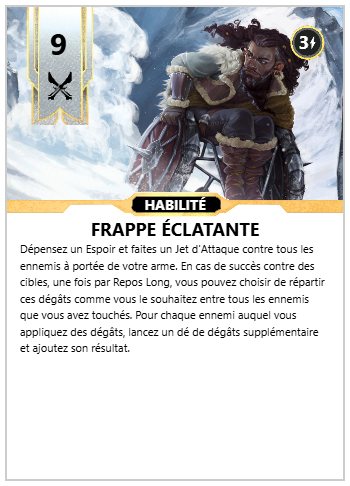 9
3
HABILITÉ
FRAPPE ÉCLATANTE
Dépensez un Espoir et faites un Jet d'Attaque contre tous les
ennemis à portée de votre arme. En cas de succès contre des
cibles, une fois par Repos Long, vous pouvez choisir de répartir
ces dégâts comme vous le souhaitez entre tous les ennemis
que vous avez touchés. Pour chaque ennemi auquel vous
appliquez des dégâts, lancez un dé de dégâts supplémentaire
et ajoutez son résultat.